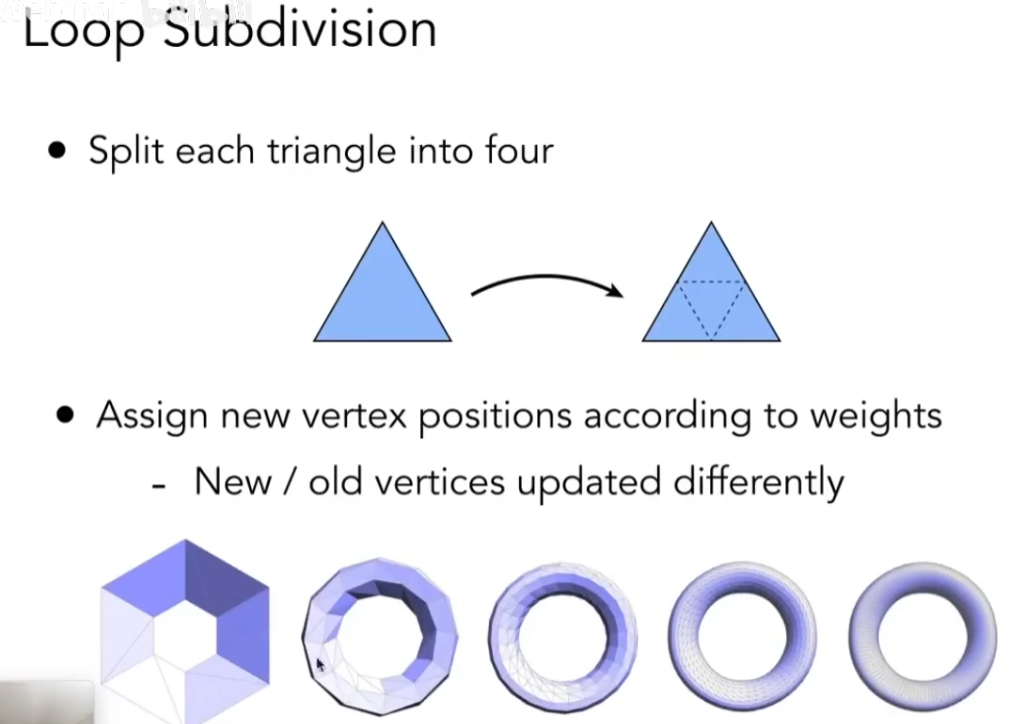 Loop Subdivision
• Split each triangle into four
• Assign new vertex positions according to weights
- New / old vertices updated differently